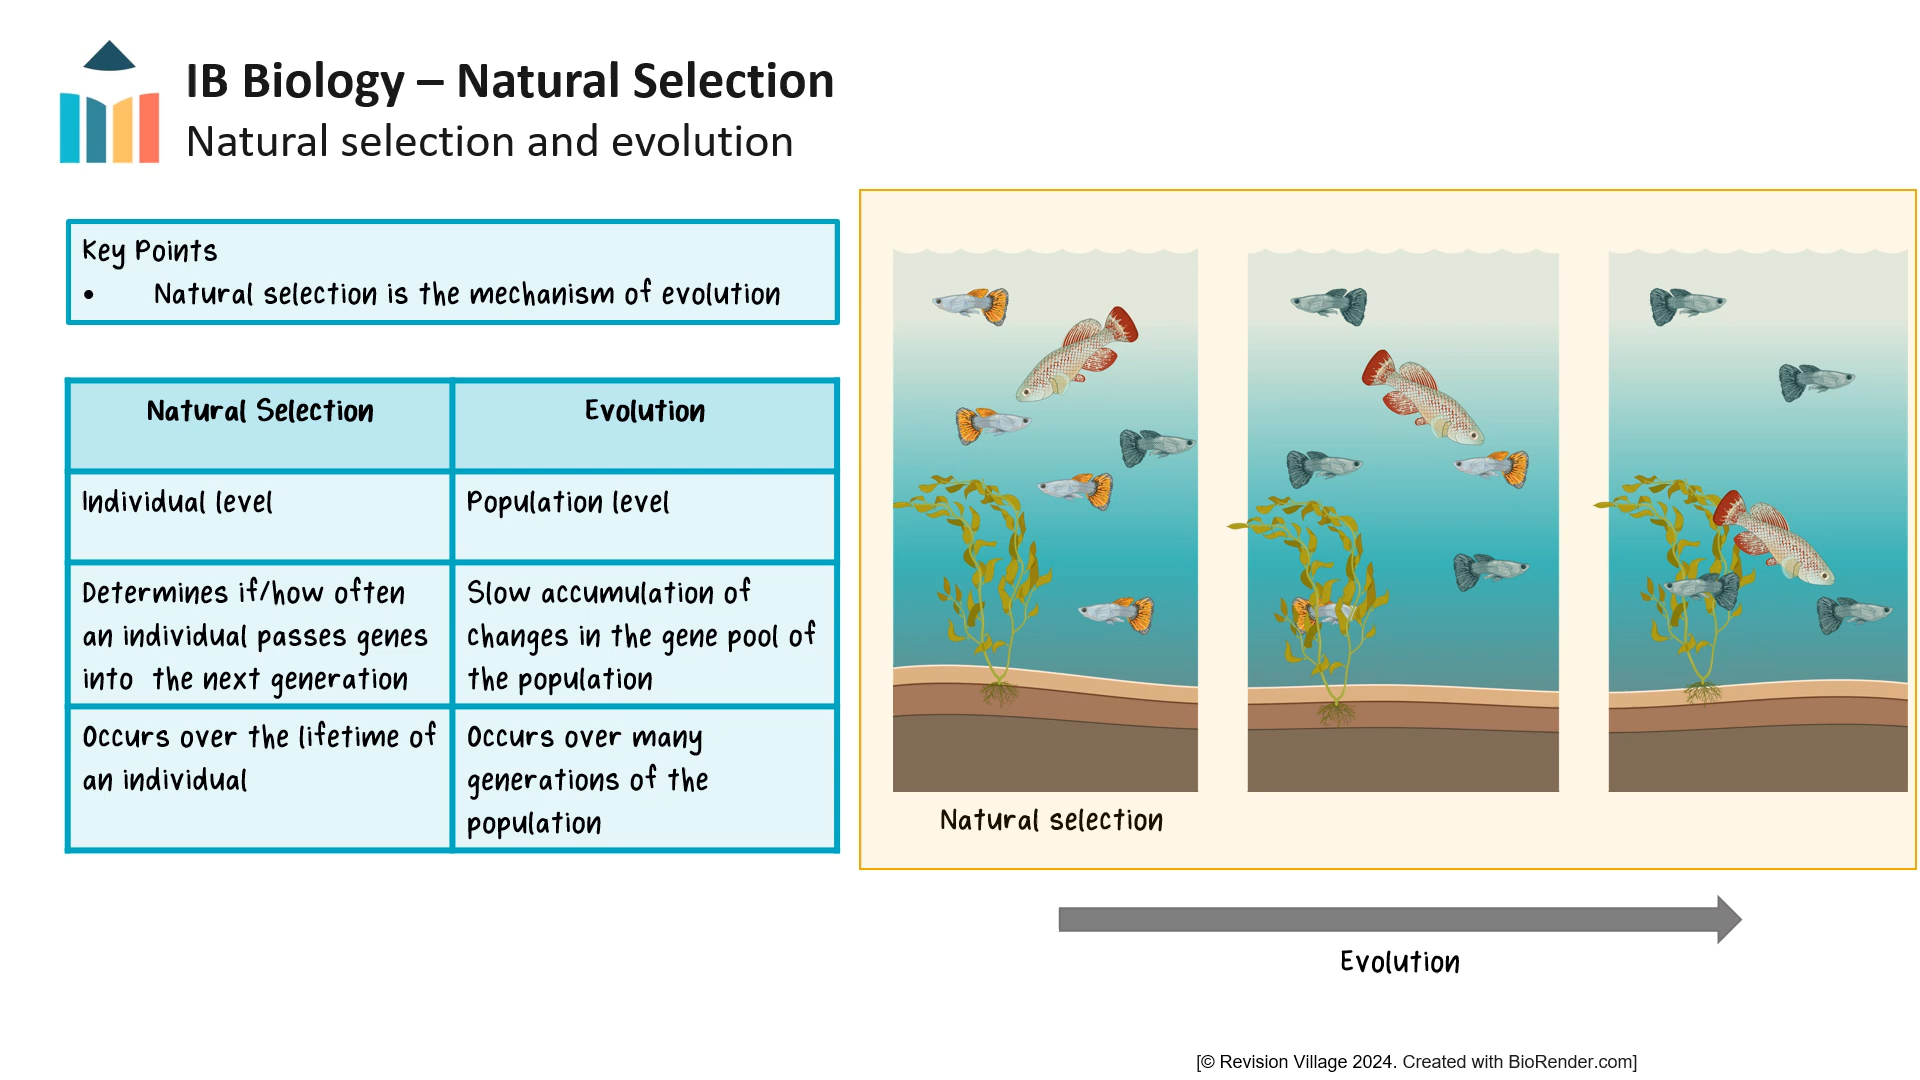 IB Biology – Natural Selection
Natural selection and evolution
Key Points
• Natural selection is the mechanism of evolution
Natural Selection
Evolution
Individual level
Population level
Determines if/how often
an individual passes genes
into the next generation
Slow accumulation of
changes in the gene pool of
the population
Occurs over the lifetime of
an individual
Occurs over many
generations of the
population
Natural selection
Evolution
[© Revision Village 2024. Created with BioRender.com]